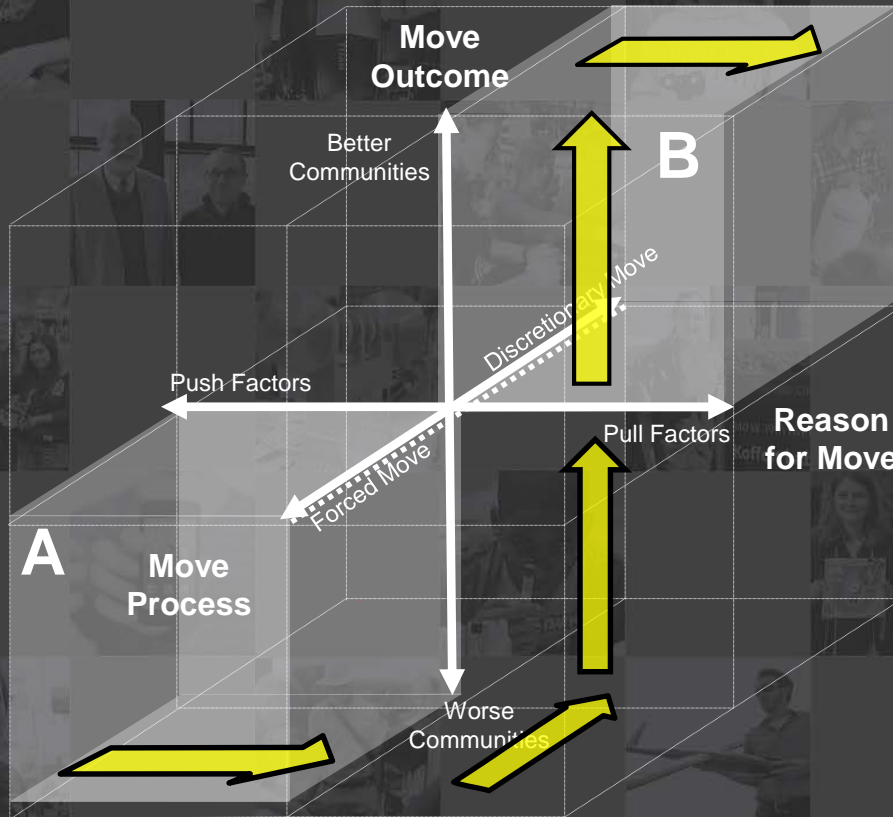 Move
Outcome
Better
Communities
B
Discretionary Move
Push Factors
Pull Factors
Reason
for Move
Forced Move
A
Move
Process
Worse
Communities